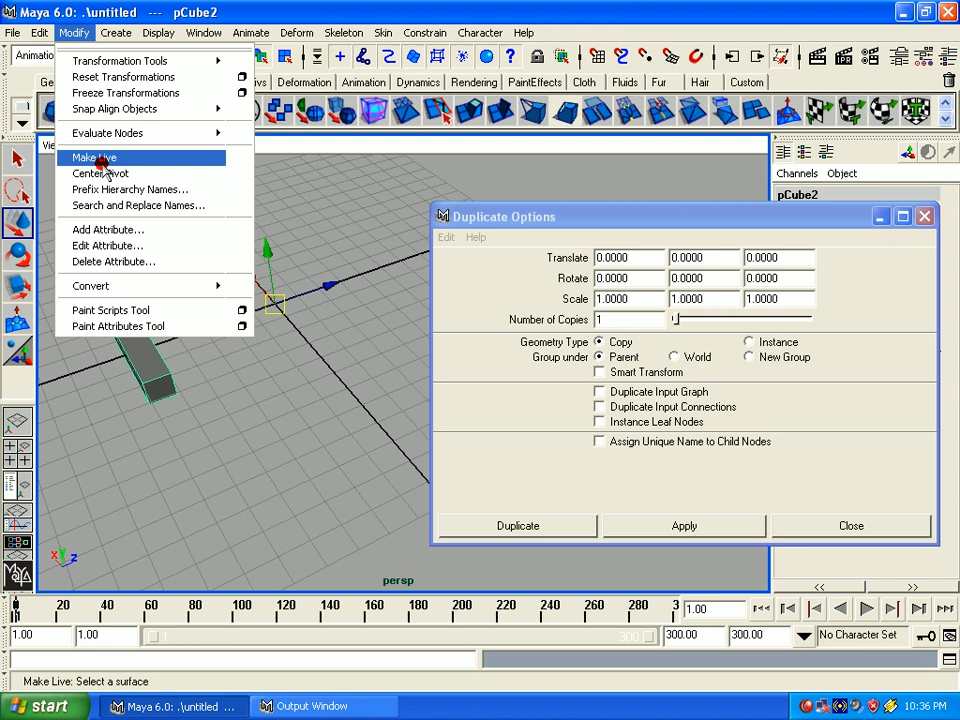 Maya 6.0: .\untitled --- pCube2
File Edit Modify Create Display Window Animate Deform Skeleton Skin Constrain Character Help
Animation
Deformation Animation Dynamics Rendering PaintEffects Cloth Fluids Fur Hair Custom
Transformation Tools
Reset Transformations
Freeze Transformations
Snap Align Objects
Evaluate Nodes
Make Live
Center Pivot
Prefix Hierarchy Names...
Search and Replace Names...
Add Attribute...
Edit Attribute...
Delete Attribute...
Convert
Paint Scripts Tool
Paint Attributes Tool
Channels Object
pCube2
Duplicate Options
Edit Help
Translate 0.0000 0.0000 0.0000
Rotate 0.0000 0.0000 0.0000
Scale 1.0000 1.0000 1.0000
Number of Copies 1
Geometry Type Copy Instance
Group under Parent World New Group
Smart Transform
Duplicate Input Graph
Duplicate Input Connections
Instance Leaf Nodes
Assign Unique Name to Child Nodes
Duplicate Apply Close
x y z
persp
<< >>
20 40 60 80 100 120 140 160 180 200 220 240 260 280 3 1.00
1.00 1.00 1 300 300.00 300.00 No Character Set
Make Live: Select a surface
start Maya 6.0: .\untitled ... Output Window 10:36 PM